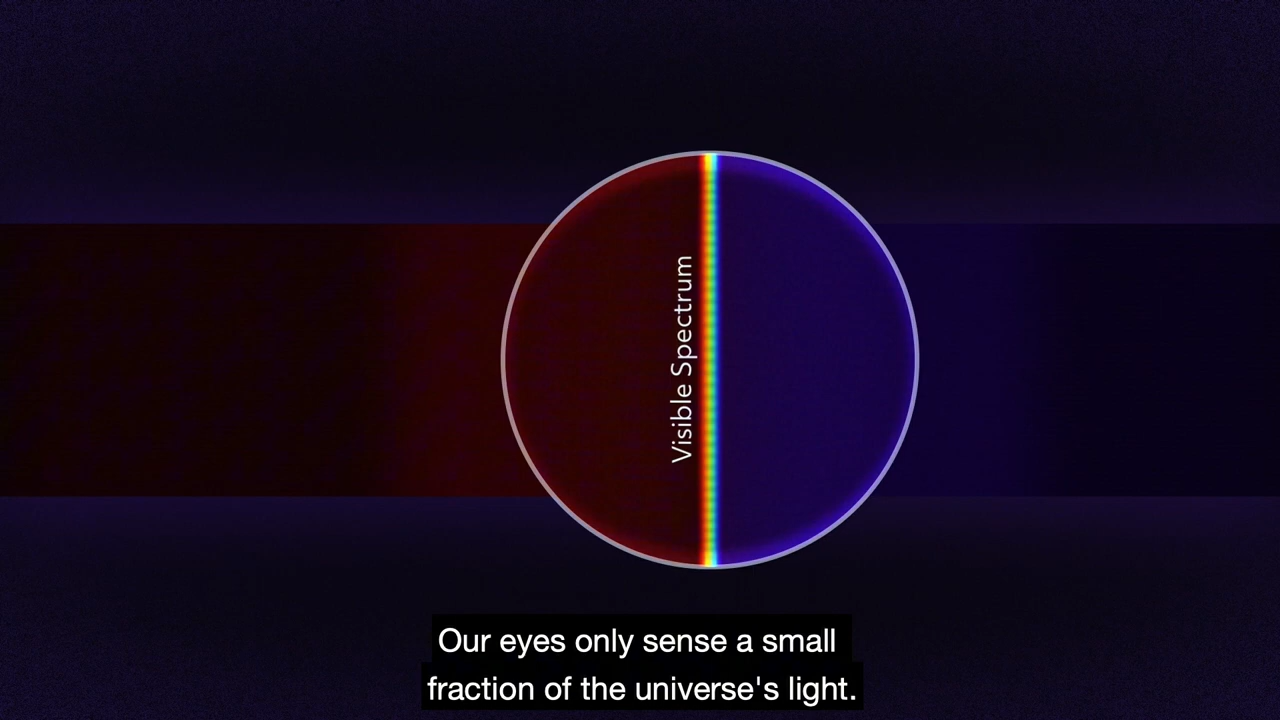 Visible Spectrum
Our eyes only sense a small
fraction of the universe's light.